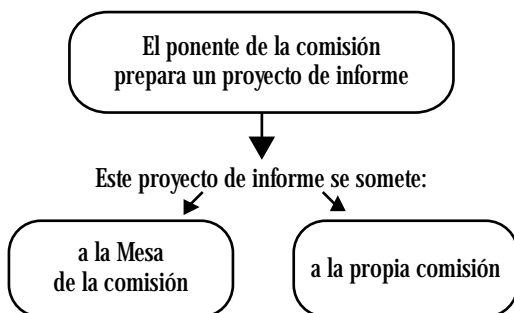 El ponente de la comisión
prepara un proyecto de informe
Este proyecto de informe se somete:
a la Mesa
de la comisión
a la propia comisión